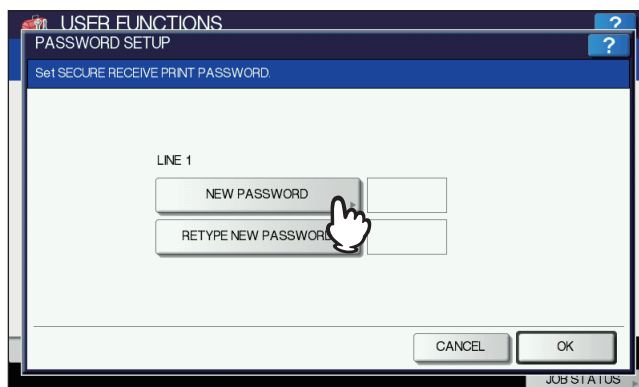 USER FUNCTIONS
?
PASSWORD SETUP
?
Set SECURE RECEIVE PRINT PASSWORD.
LINE 1
NEW PASSWORD
RETYPE NEW PASSWORD
CANCEL
OK
JOB STATUS